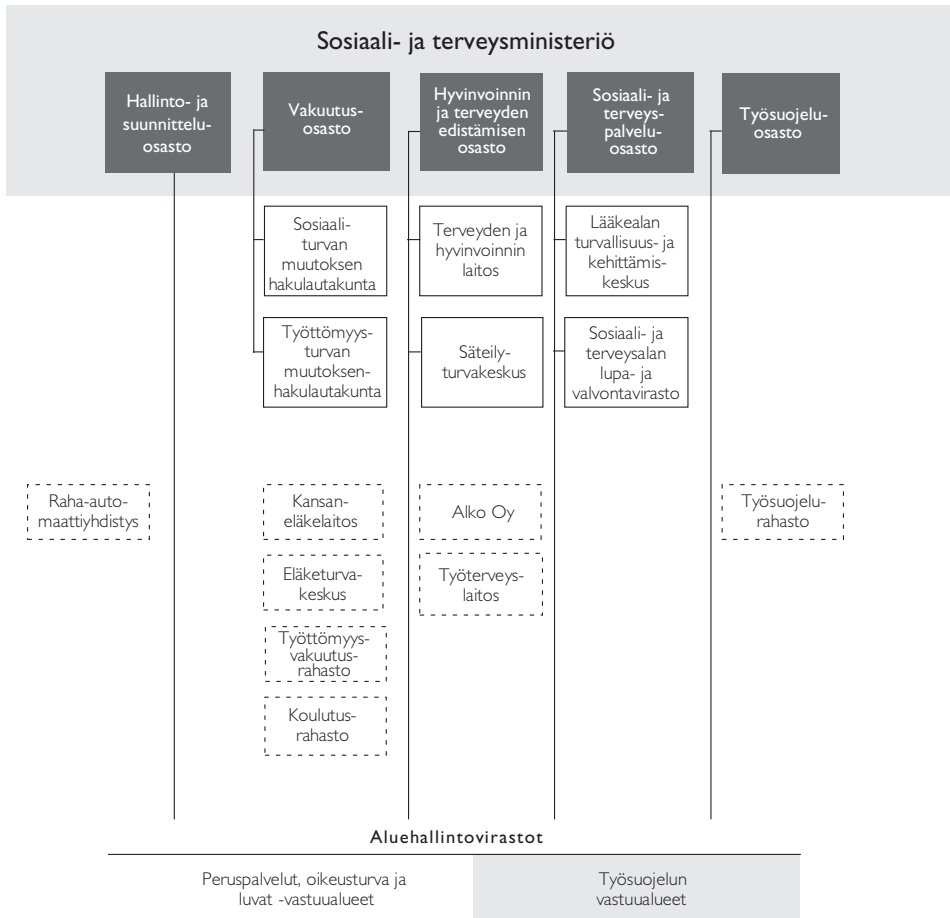 Sosiaali- ja terveysministeriö
Hallinto- ja
suunnittelu-
osasto
Vakuutus-
osasto
Hyvinvoinnin
ja terveyden
edistämisen
osasto
Sosiaali- ja
terveys-
palvelu-
osasto
Työsuojelu-
osasto
Sosiaali-
turvan
muutoksen
hakulautakunta
Terveyden ja
hyvinvoinnin
laitos
Lääkealan
turvallisuus- ja
kehittämis-
keskus
Työttömyys-
turvan
muutoksen-
hakulautakunta
Säteily-
turvakeskus
Sosiaali- ja
terveysalan
lupa- ja
valvontavirasto
Raha-auto-
maattiyhdistys
Kansan-
eläkelaitos
Alko Oy
Työsuojelu-
rahasto
Eläketurva-
keskus
Työterveys-
laitos
Työttömyys-
vakuutus-
rahasto
Koulutus-
rahasto
Aluehallintovirastot
Peruspalvelut, oikeusturva ja
luvat -vastuualueet
Työsuojelun
vastuualueet